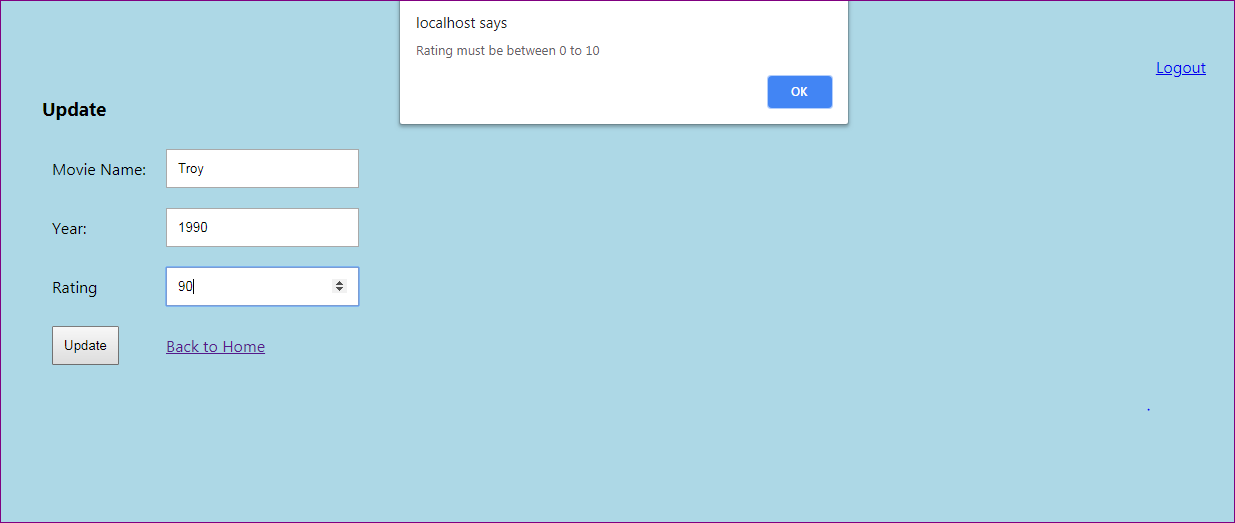 localhost says
Rating must be between 0 to 10
OK
Logout
Update
Movie Name: Troy
Year: 1990
Rating 90
Update Back to Home
.